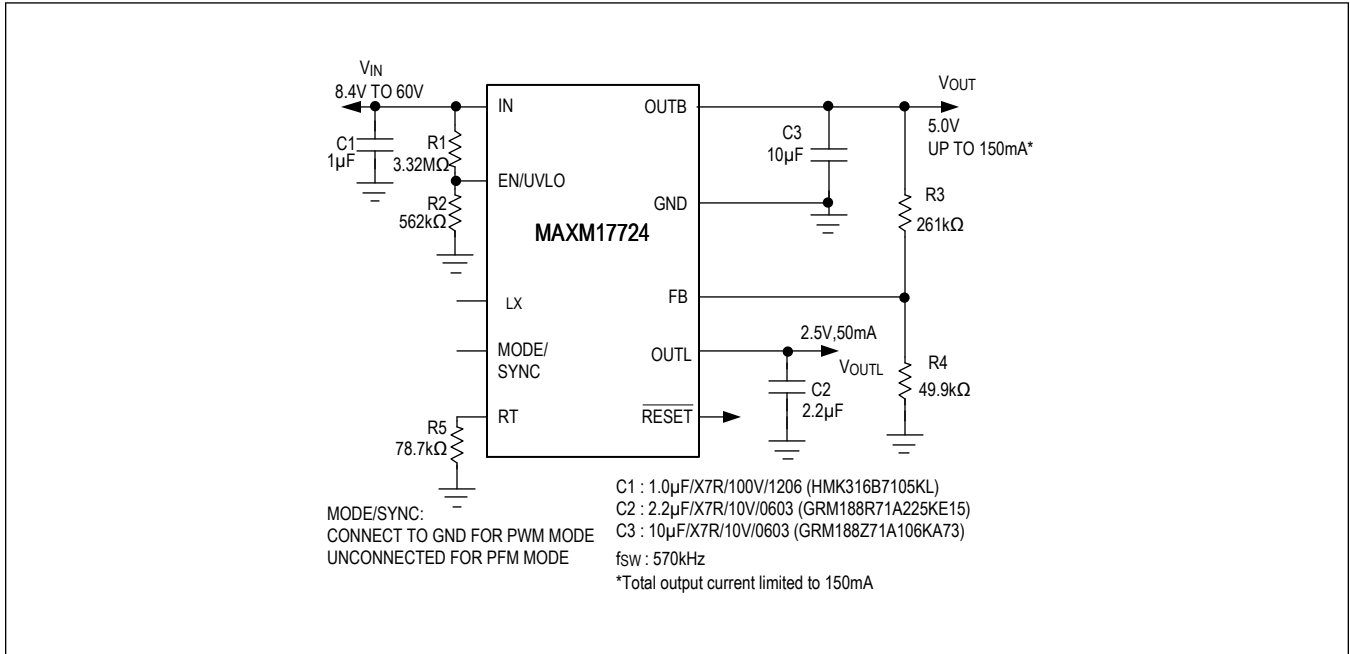 VIN
8.4V TO 60V
C1
1µF
R1
3.32MΩ
R2
562kΩ
IN
EN/UVLO
LX
MODE/
SYNC
RT
R5
78.7kΩ
MAXM17724
OUTB
GND
FB
OUTL
RESET
C3
10µF
VOUT
5.0V
UP TO 150mA*
R3
261kΩ
2.5V,50mA
VOUTL
C2
2.2µF
R4
49.9kΩ
MODE/SYNC:
CONNECT TO GND FOR PWM MODE
UNCONNECTED FOR PFM MODE
C1 : 1.0µF/X7R/100V/1206 (HMK316B7105KL)
C2 : 2.2µF/X7R/10V/0603 (GRM188R71A225KE15)
C3 : 10µF/X7R/10V/0603 (GRM188Z71A106KA73)
fSW : 570kHz
*Total output current limited to 150mA